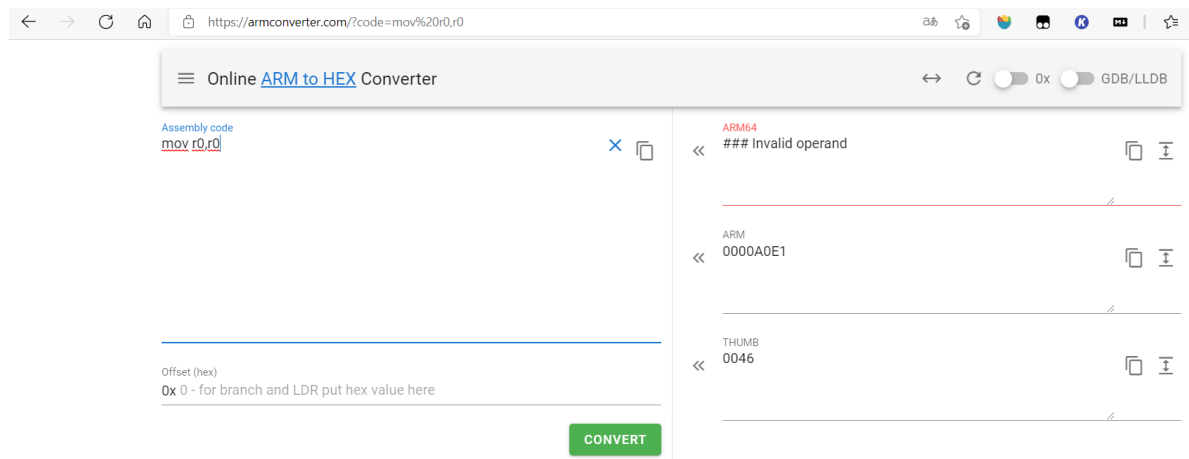 https://armconverter.com/?code=mov%20r0,r0
aあ
K
M↓
Online ARM to HEX Converter
0x
GDB/LLDB
Assembly code
mov r0,r0
ARM64
### Invalid operand
ARM
0000A0E1
THUMB
0046
Offset (hex)
0x 0 - for branch and LDR put hex value here
CONVERT